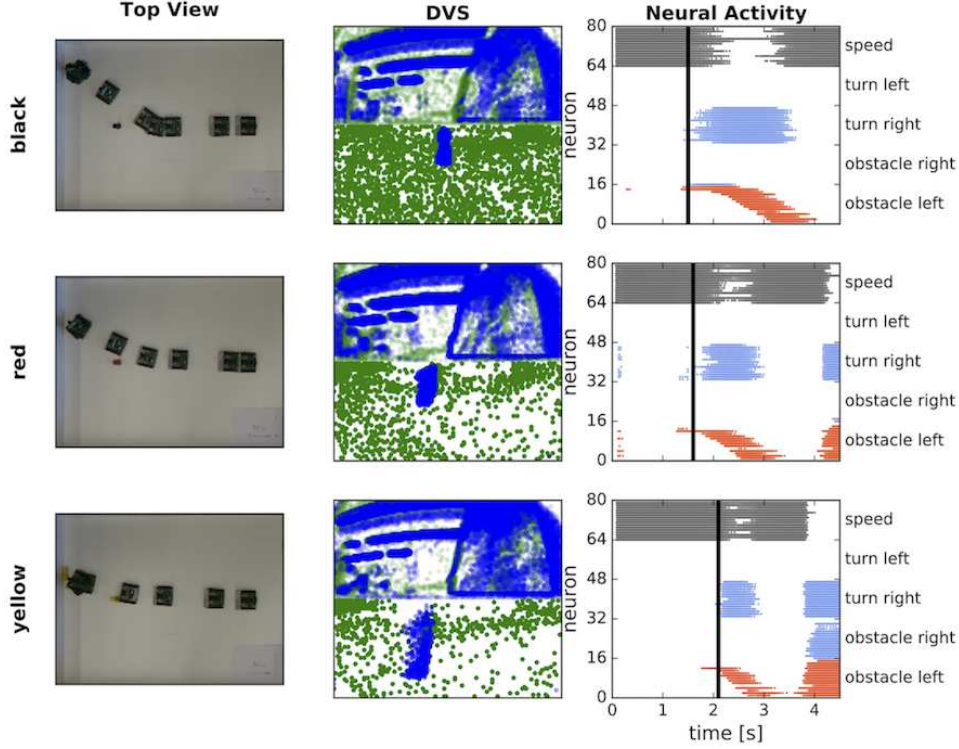 Top View
DVS
Neural Activity
black
neuron
80
64
48
32
16
0
speed
turn left
turn right
obstacle right
obstacle left
red
neuron
80
64
48
32
16
0
speed
turn left
turn right
obstacle right
obstacle left
yellow
neuron
80
64
48
32
16
0
speed
turn left
turn right
obstacle right
obstacle left
0 1 2 3 4
time [s]